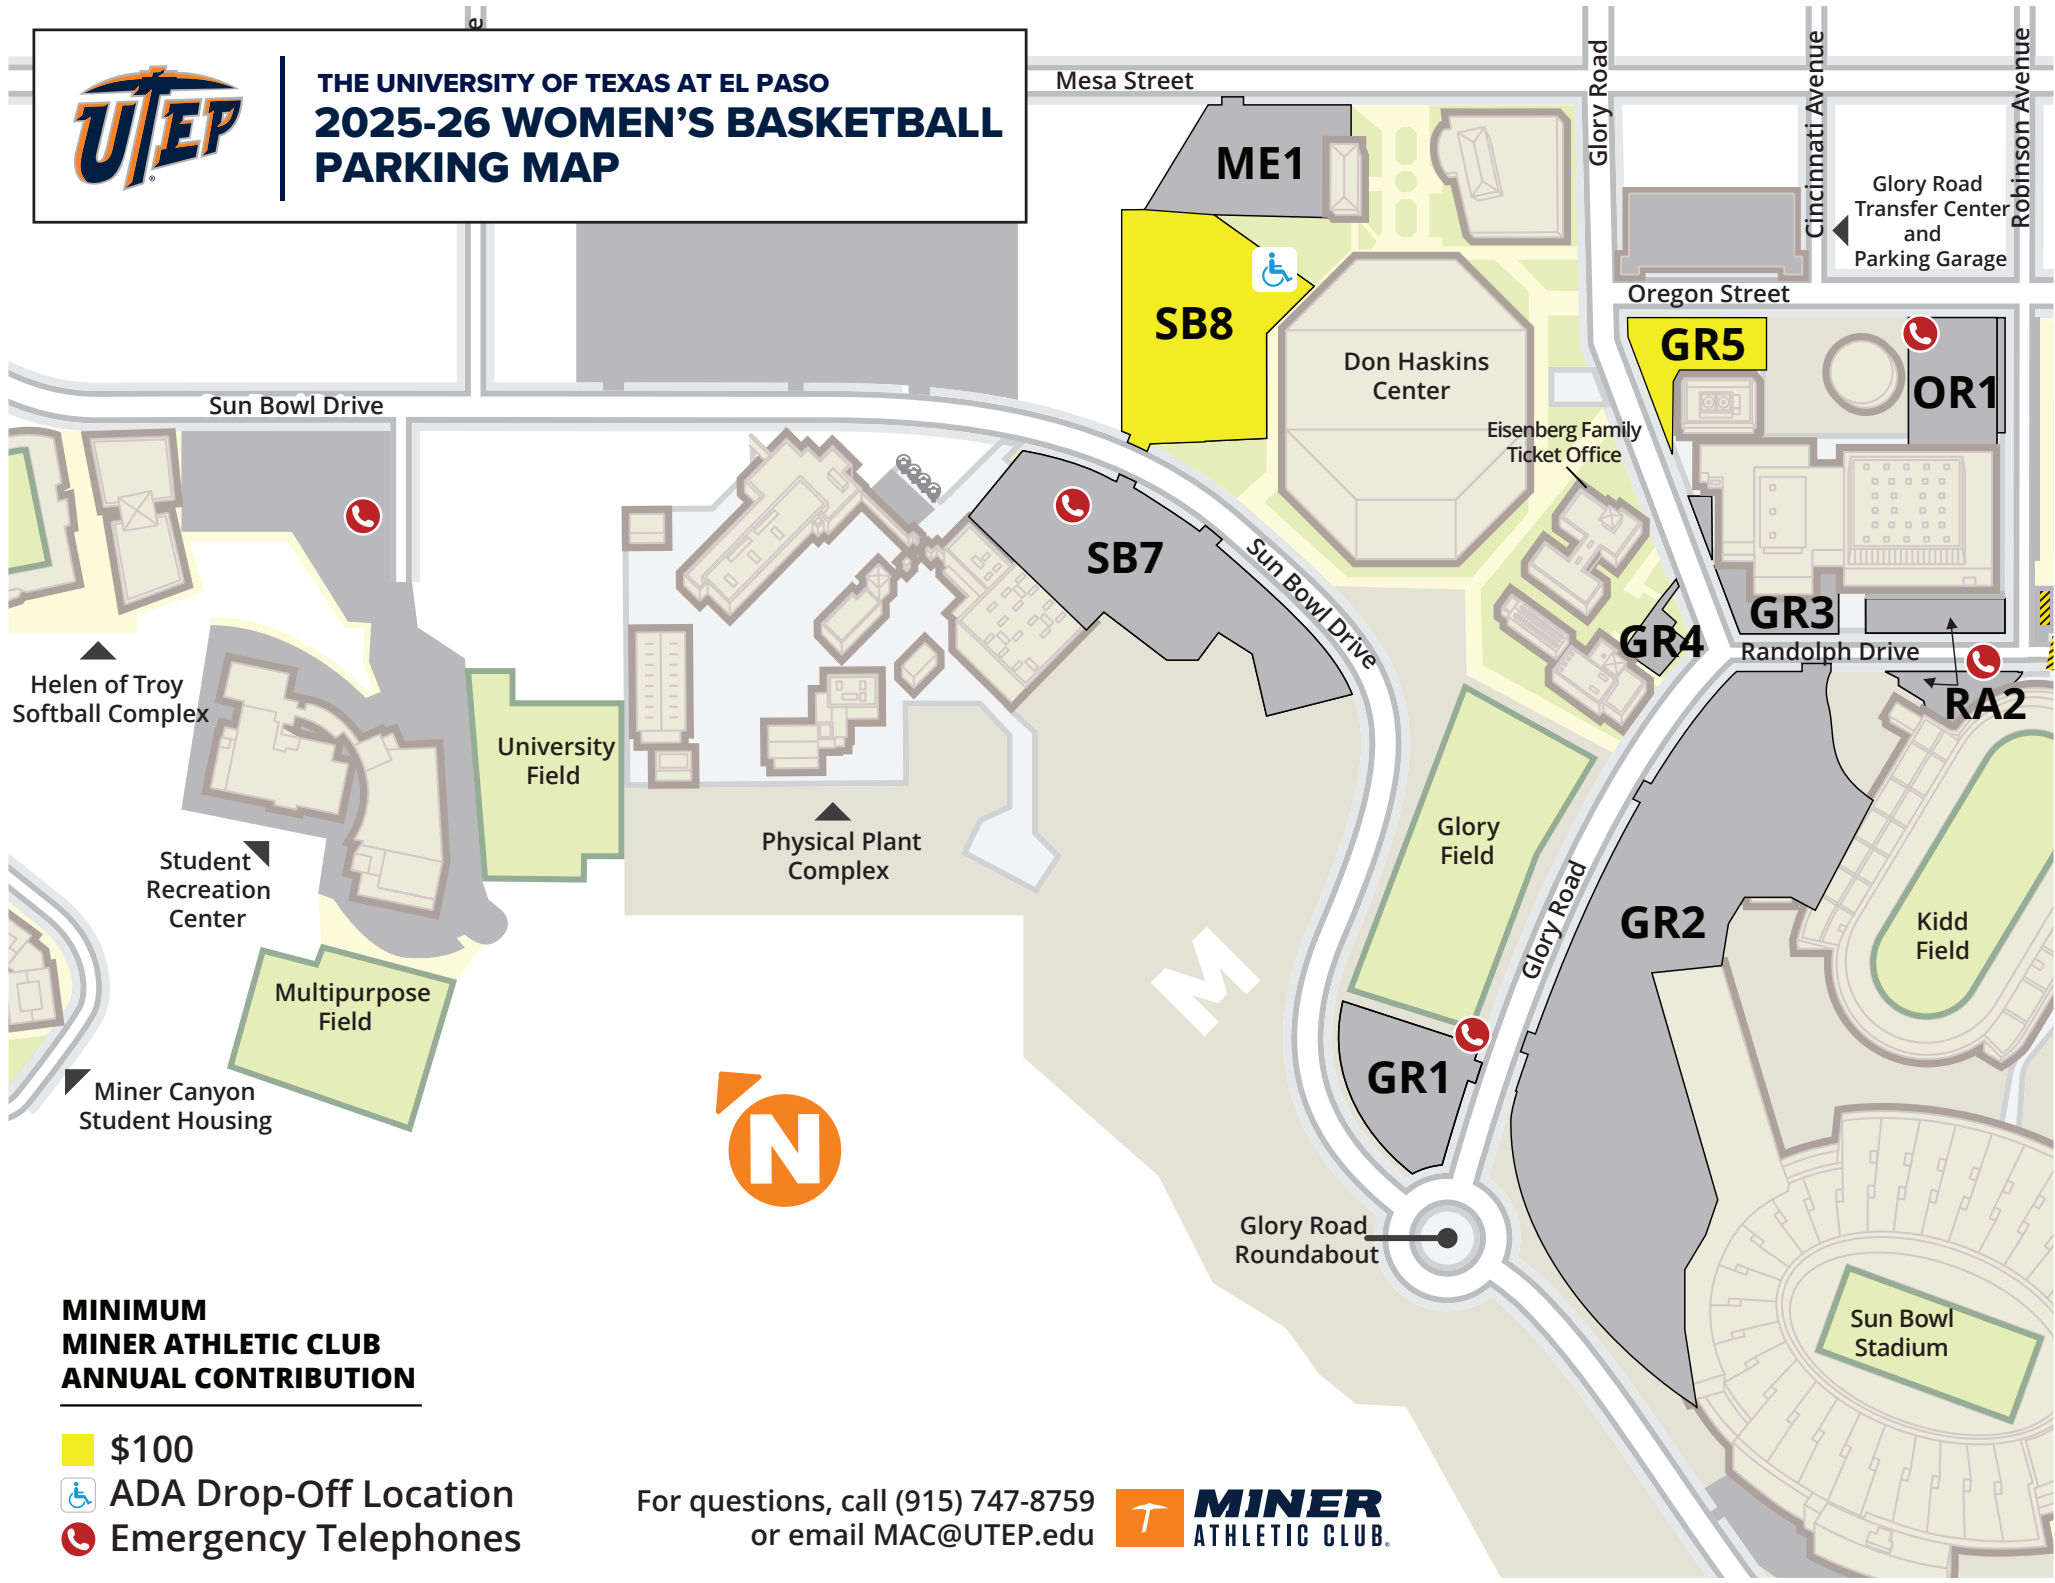 UTEP
THE UNIVERSITY OF TEXAS AT EL PASO
2025-26 WOMEN'S BASKETBALL
PARKING MAP
e
Mesa Street
Glory Road
Cincinnati Avenue
Robinson Avenue
Glory Road
Transfer Center
and
Parking Garage
ME1
SB8
Oregon Street
GR5
OR1
Don Haskins
Center
Eisenberg Family
Ticket Office
Sun Bowl Drive
SB7
Sun Bowl Drive
GR3
GR4
Randolph Drive
RA2
Helen of Troy
Softball Complex
University
Field
Physical Plant
Complex
Student
Recreation
Center
Glory
Field
Glory Road
GR2
Kidd
Field
M
Multipurpose
Field
GR1
Miner Canyon
Student Housing
N
Glory Road
Roundabout
Sun Bowl
Stadium
MINIMUM
MINER ATHLETIC CLUB
ANNUAL CONTRIBUTION
$100
ADA Drop-Off Location
Emergency Telephones
For questions, call (915) 747-8759
or email MAC@UTEP.edu
MINER
ATHLETIC CLUB®